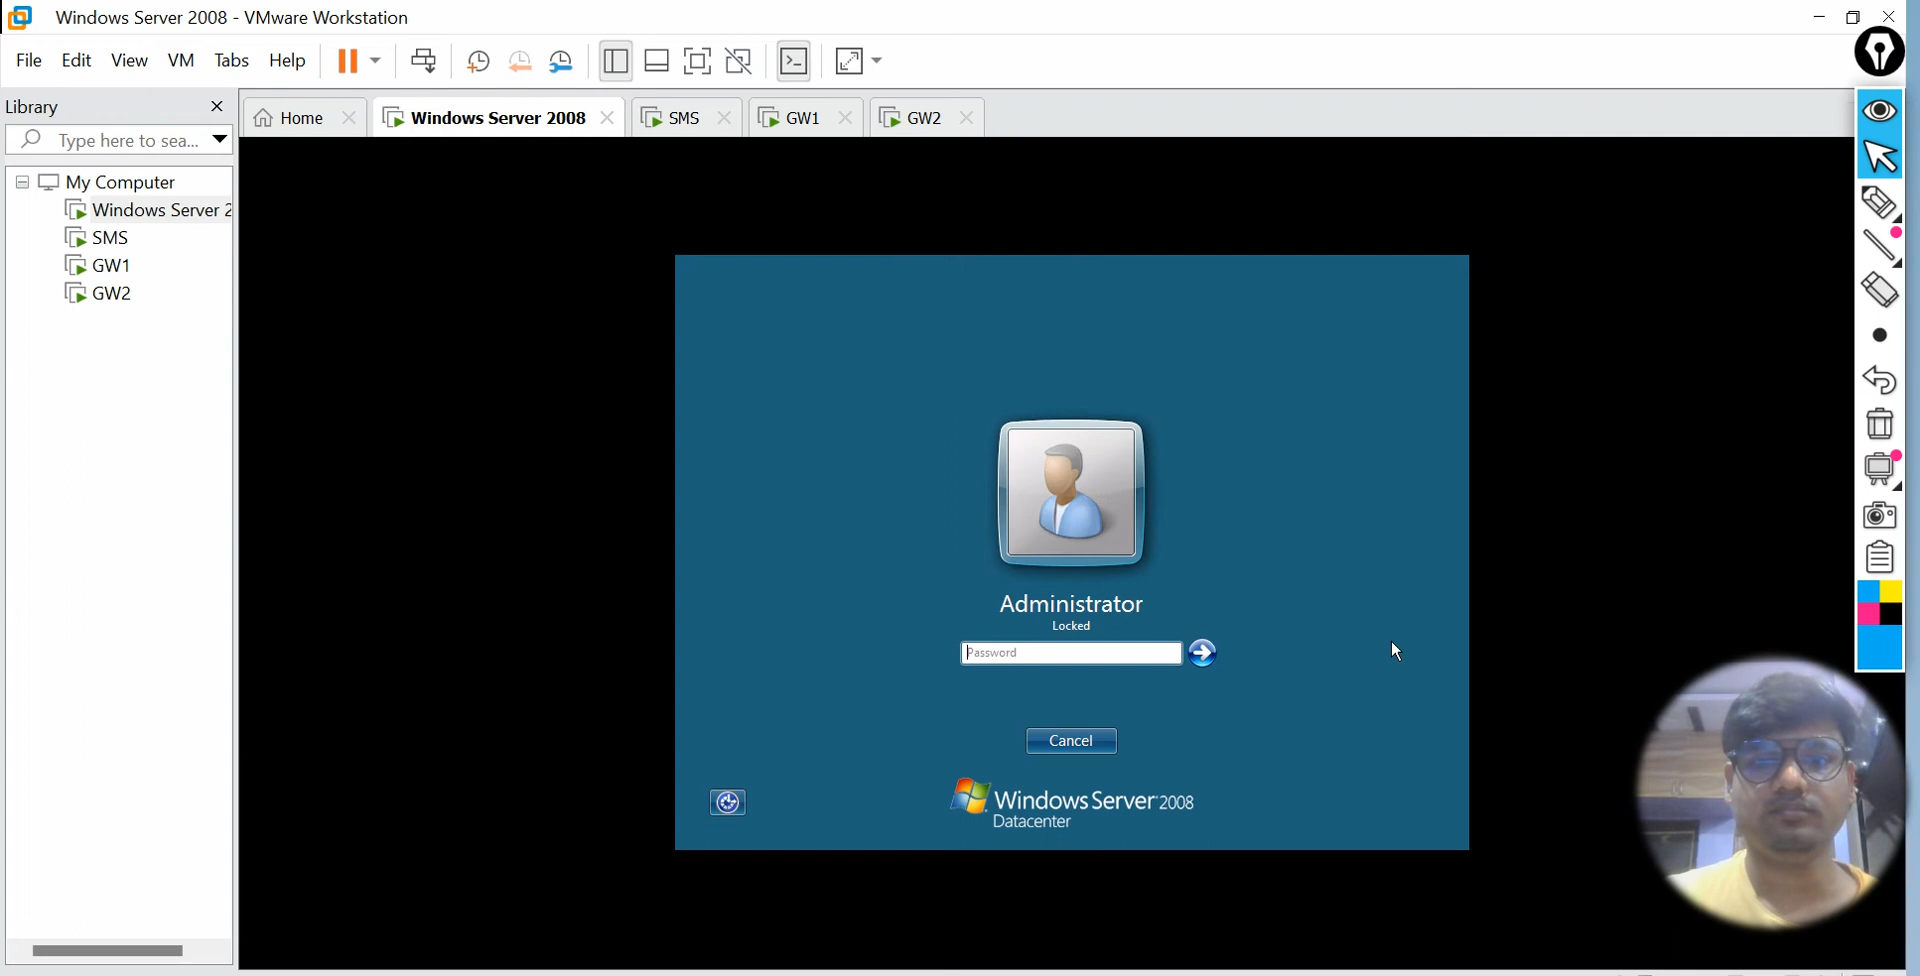 Windows Server 2008 - VMware Workstation
File Edit View VM Tabs Help
Library
Home Windows Server 2008 SMS GW1 GW2
Type here to sea...
My Computer
Windows Server 2
SMS
GW1
GW2
Administrator
Locked
Password
Cancel
Windows Server 2008
Datacenter